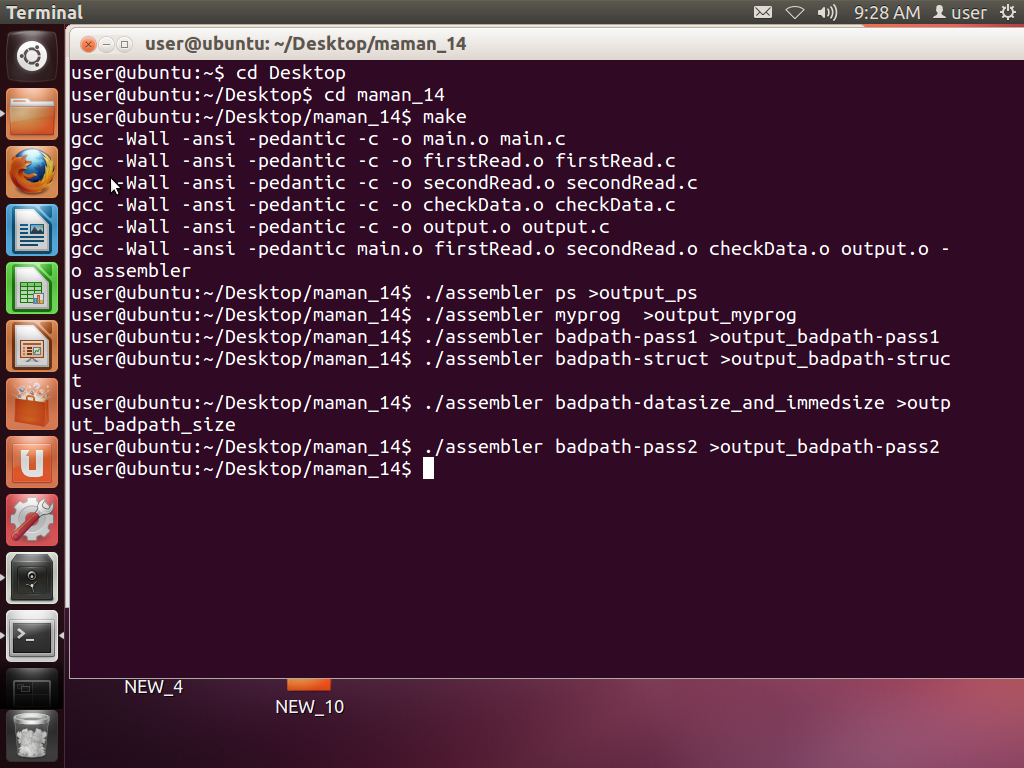 Terminal
9:28 AM
user
user@ubuntu: ~/Desktop/maman_14
user@ubuntu:~$ cd Desktop
user@ubuntu:~/Desktop$ cd maman_14
user@ubuntu:~/Desktop/maman_14$ make
gcc -Wall -ansi -pedantic -c -o main.o main.c
gcc -Wall -ansi -pedantic -c -o firstRead.o firstRead.c
gcc -Wall -ansi -pedantic -c -o secondRead.o secondRead.c
gcc -Wall -ansi -pedantic -c -o checkData.o checkData.c
gcc -Wall -ansi -pedantic -c -o output.o output.c
gcc -Wall -ansi -pedantic main.o firstRead.o secondRead.o checkData.o output.o -
o assembler
user@ubuntu:~/Desktop/maman_14$ ./assembler ps >output_ps
user@ubuntu:~/Desktop/maman_14$ ./assembler myprog  >output_myprog
user@ubuntu:~/Desktop/maman_14$ ./assembler badpath-pass1 >output_badpath-pass1
user@ubuntu:~/Desktop/maman_14$ ./assembler badpath-struct >output_badpath-struc
t
user@ubuntu:~/Desktop/maman_14$ ./assembler badpath-datasize_and_immedsize >outp
ut_badpath_size
user@ubuntu:~/Desktop/maman_14$ ./assembler badpath-pass2 >output_badpath-pass2
user@ubuntu:~/Desktop/maman_14$
NEW_4
NEW_10